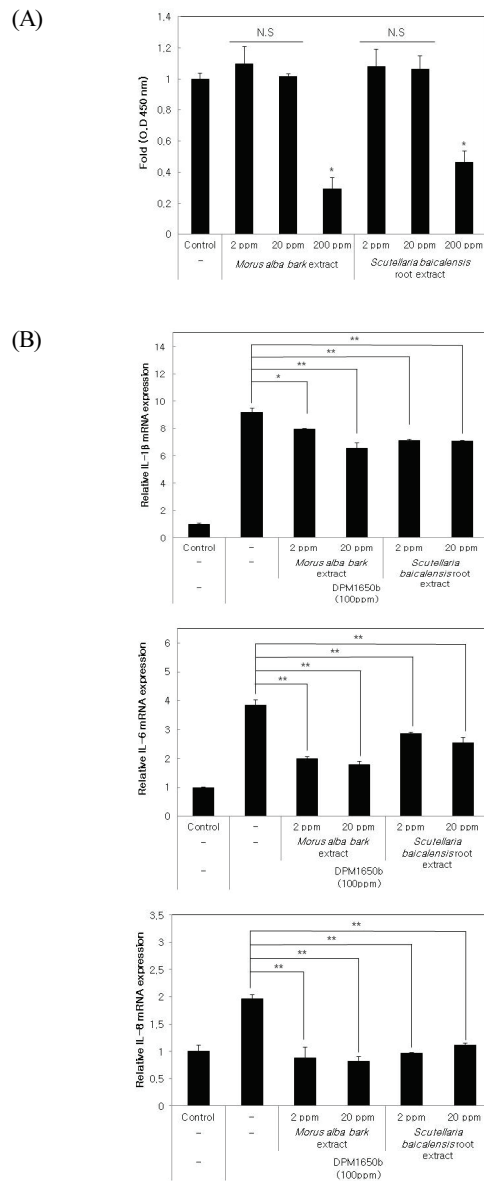 (A)
N.S
N.S
1.2
1
0.8
0.6
0.4
0.2
0
Fold (O.D 450 nm)
*
*
Control
2 ppm
20 ppm
200 ppm
2 ppm
20 ppm
200 ppm
–
Morus alba bark extract
Scutellaria baicalensis
root extract
(B)
14
12
10
8
6
4
2
0
Relative IL-1β mRNA expression
**
**
**
*
Control
–
2 ppm
20 ppm
2 ppm
20 ppm
–
–
Morus alba bark
extract
Scutellaria
baicalensis root
extract
–
DPM1650b
(100ppm)
6
5
4
3
2
1
0
Relative IL-6 mRNA expression
**
**
**
**
Control
–
2 ppm
20 ppm
2 ppm
20 ppm
–
–
Morus alba bark
extract
Scutellaria
baicalensis root
extract
–
DPM1650b
(100ppm)
3.5
3
2.5
2
1.5
1
0.5
0
Relative IL-8 mRNA expression
**
**
**
**
Control
–
2 ppm
20 ppm
2 ppm
20 ppm
–
–
Morus alba bark
extract
Scutellaria
baicalensis root
extract
–
DPM1650b
(100ppm)